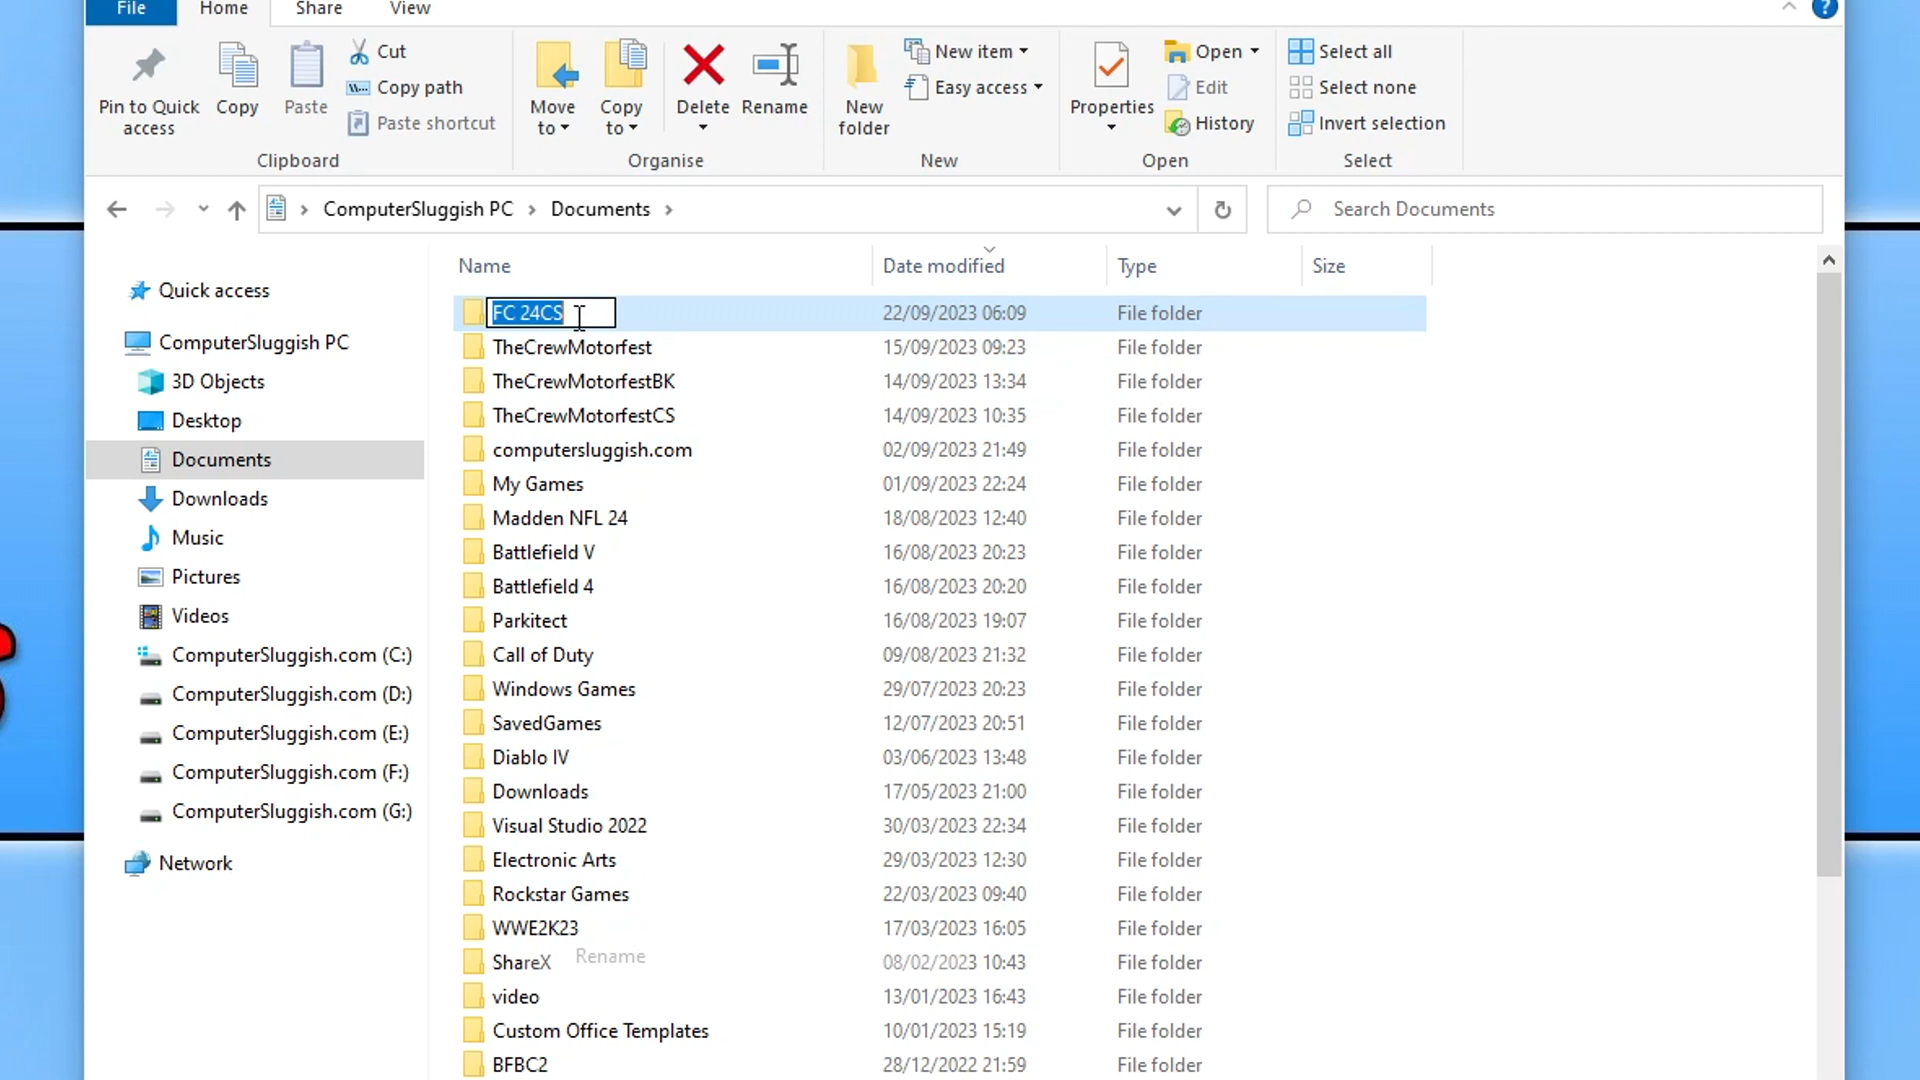 File Home Share View
Pin to Quick access
Copy
Paste
Cut
Copy path
Paste shortcut
Clipboard
Move to
Copy to
Delete
Rename
Organise
New folder
New item
Easy access
New
Properties
Open
Edit
History
Open
Select all
Select none
Invert selection
Select
ComputerSluggish PC > Documents >
Search Documents
Quick access
ComputerSluggish PC
3D Objects
Desktop
Documents
Downloads
Music
Pictures
Videos
ComputerSluggish.com (C:)
ComputerSluggish.com (D:)
ComputerSluggish.com (E:)
ComputerSluggish.com (F:)
ComputerSluggish.com (G:)
Network
Name Date modified Type Size
FC 24CS 22/09/2023 06:09 File folder
TheCrewMotorfest 15/09/2023 09:23 File folder
TheCrewMotorfestBK 14/09/2023 13:34 File folder
TheCrewMotorfestCS 14/09/2023 10:35 File folder
computersluggish.com 02/09/2023 21:49 File folder
My Games 01/09/2023 22:24 File folder
Madden NFL 24 18/08/2023 12:40 File folder
Battlefield V 16/08/2023 20:23 File folder
Battlefield 4 16/08/2023 20:20 File folder
Parkitect 16/08/2023 19:07 File folder
Call of Duty 09/08/2023 21:32 File folder
Windows Games 29/07/2023 20:23 File folder
SavedGames 12/07/2023 20:51 File folder
Diablo IV 03/06/2023 13:48 File folder
Downloads 17/05/2023 21:00 File folder
Visual Studio 2022 30/03/2023 22:34 File folder
Electronic Arts 29/03/2023 12:30 File folder
Rockstar Games 22/03/2023 09:40 File folder
WWE2K23 17/03/2023 16:05 File folder
Rename
ShareX 08/02/2023 10:43 File folder
video 13/01/2023 16:43 File folder
Custom Office Templates 10/01/2023 15:19 File folder
BFBC2 28/12/2022 21:59 File folder